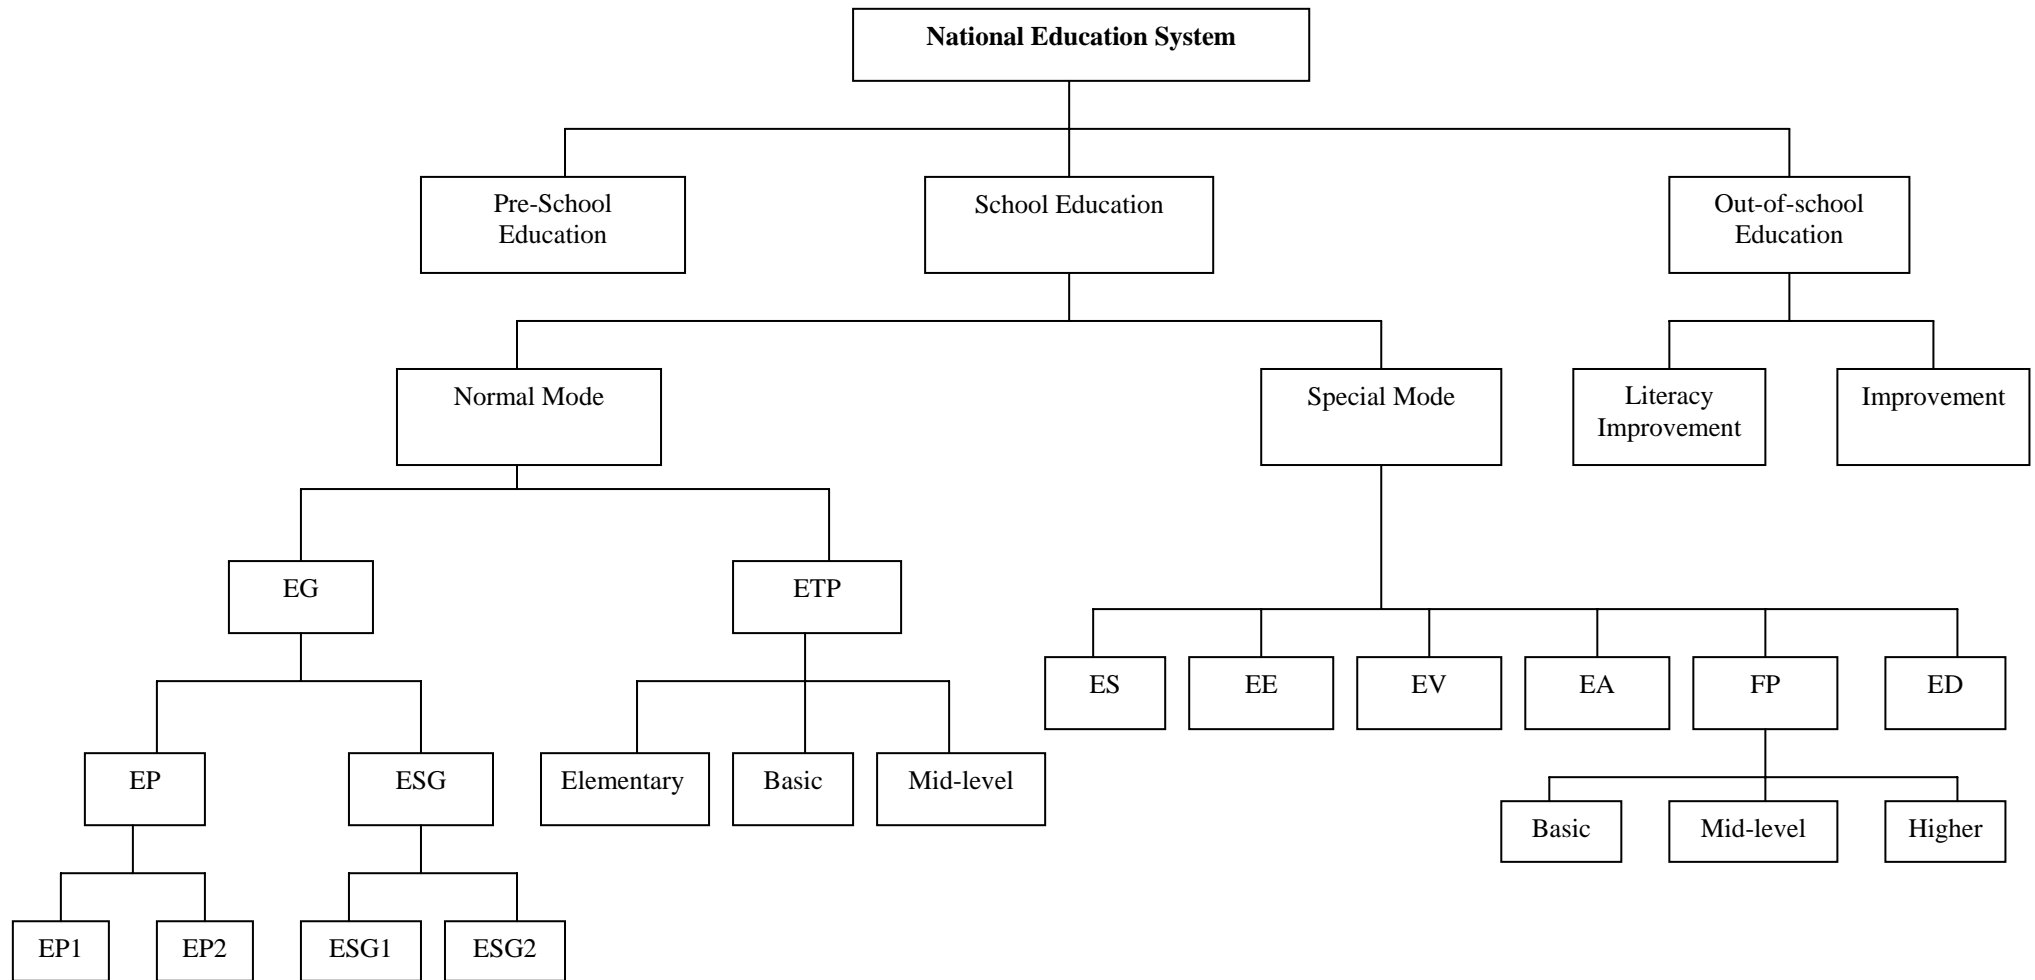 National Education System
Pre-School
Education
School Education
Out-of-school
Education
Normal Mode
Special Mode
Literacy
Improvement
Improvement
EG
ETP
ES
EE
EV
EA
FP
ED
EP
ESG
Elementary
Basic
Mid-level
Basic
Mid-level
Higher
EP1
EP2
ESG1
ESG2